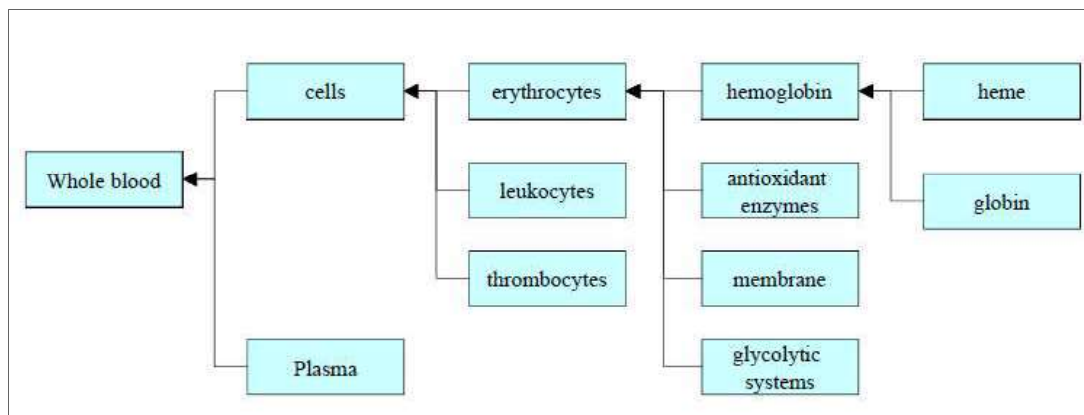 cells
erythrocytes
hemoglobin
heme
Whole blood
leukocytes
antioxidant
enzymes
globin
thrombocytes
membrane
Plasma
glycolytic
systems